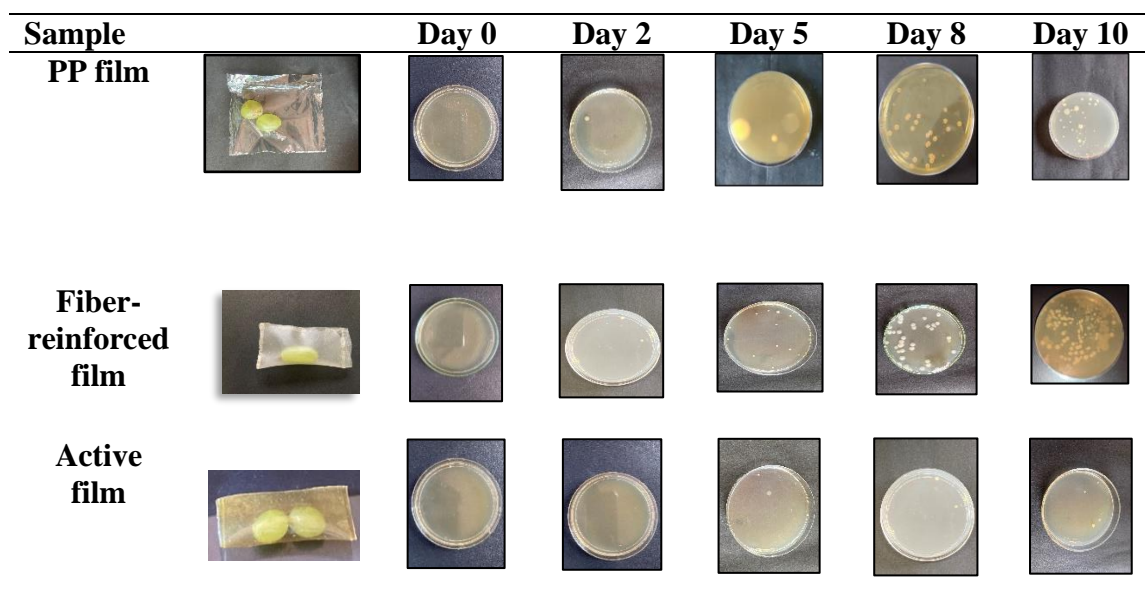 Sample Day 0 Day 2 Day 5 Day 8 Day 10
PP film
Fiber-
reinforced
film
Active
film